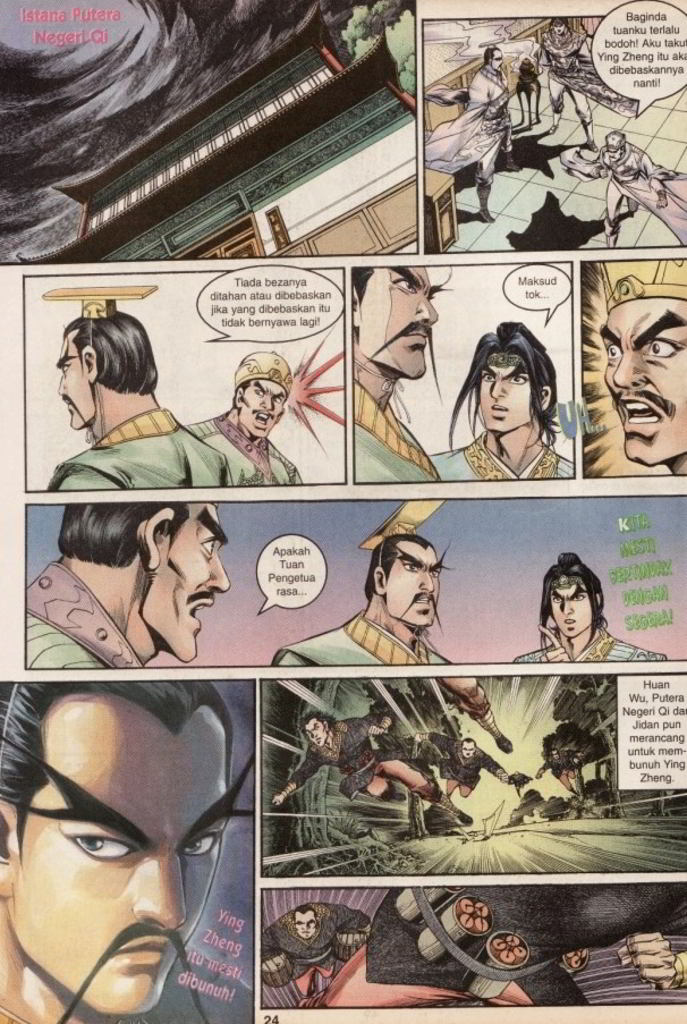 Istana Putera
Negeri Qi
Baginda
tuanku terlalu
bodoh! Aku takut
Ying Zheng itu aka
dibebaskannya
nanti!
Tiada bezanya
ditahan atau dibebaskan
jika yang dibebaskan itu
tidak bernyawa lagi!
Maksud
tok...
UH...
Apakah
Tuan
Pengetua
rasa...
KITA
MESTI
BERTINDAK
DENGAN
SEGERA!
Ying
Zheng
itu mesti
dibunuh!
Huan
Wu, Putera
Negeri Qi dan
Jidan pun
merancang
untuk mem-
bunuh Ying
Zheng.
24